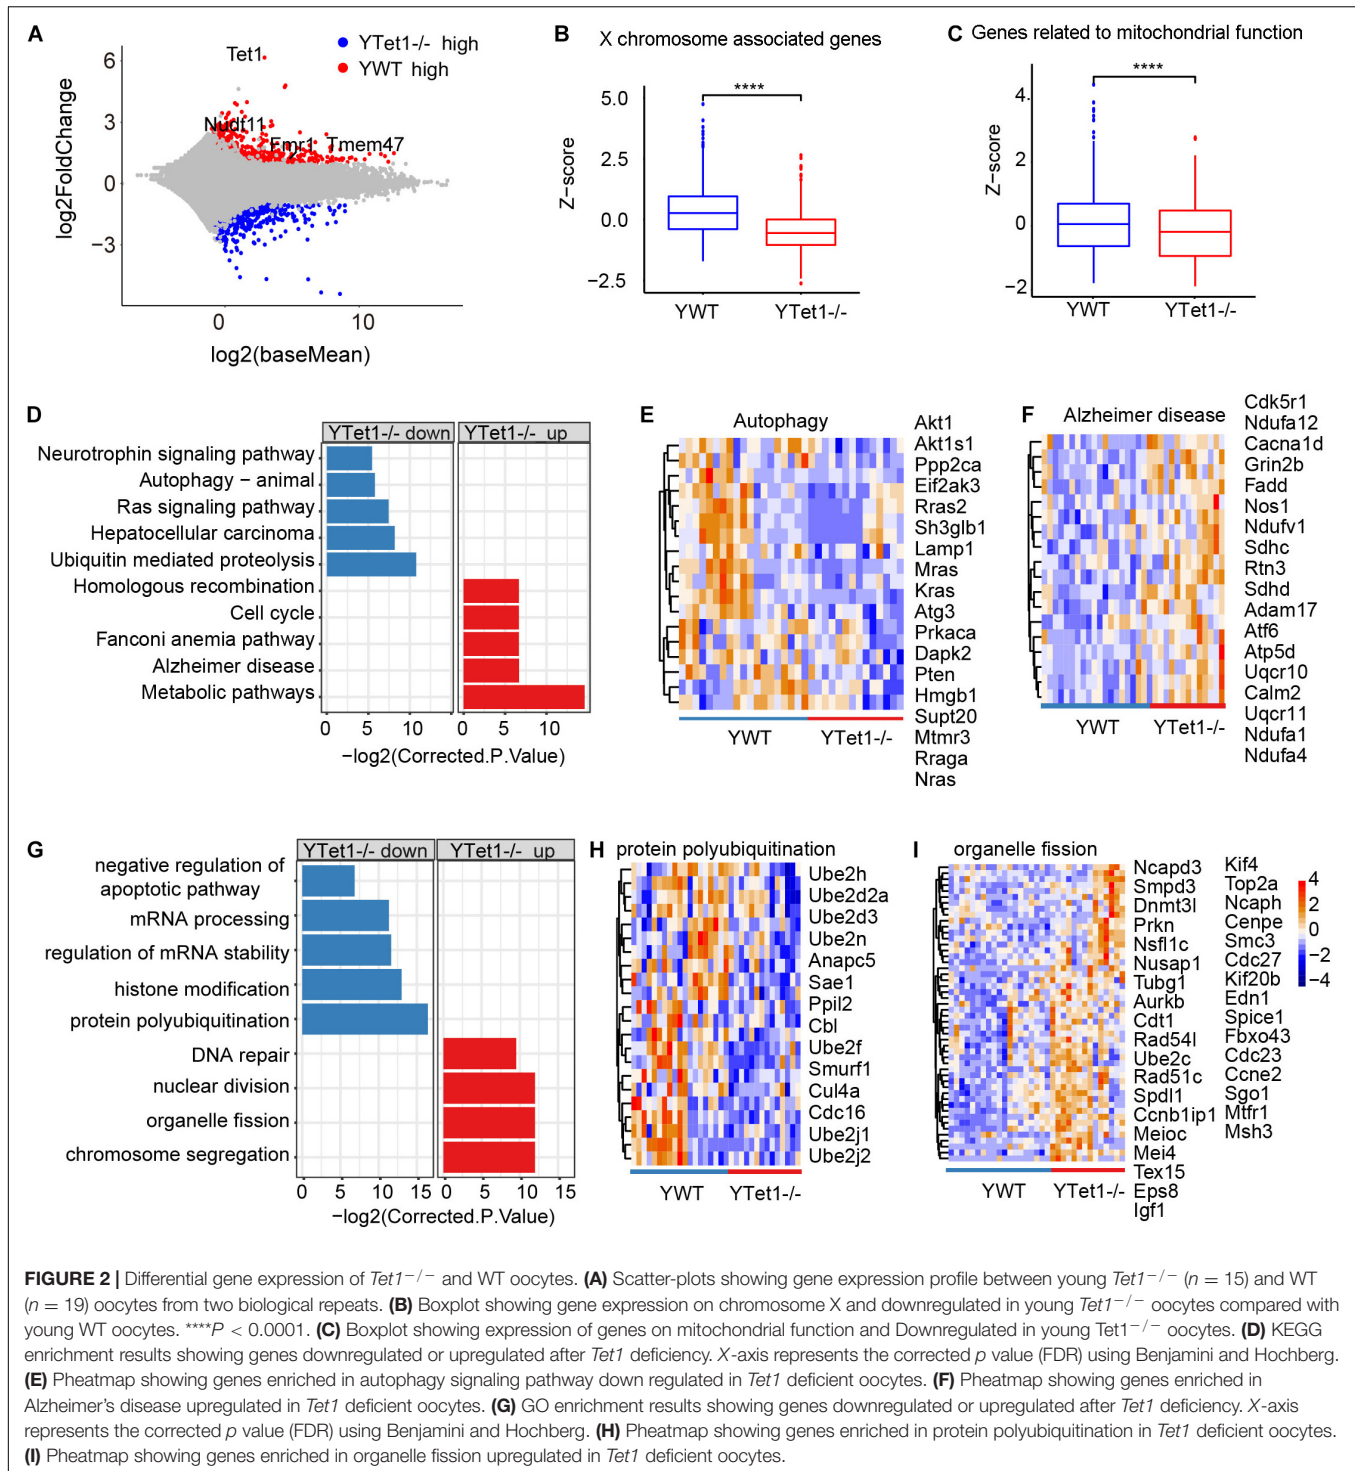 A
YTet1-/- high
YWT high
Tet1
Nudt11
Fmr1
Tmem47
6
3
0
−3
log2FoldChange
0
10
log2(baseMean)
B
X chromosome associated genes
****
5.0
2.5
0.0
−2.5
Z−score
YWT
YTet1-/-
C
Genes related to mitochondrial function
****
4
2
0
−2
Z−score
YWT
YTet1-/-
D
YTet1-/- down
YTet1-/- up
Neurotrophin signaling pathway
Autophagy − animal
Ras signaling pathway
Hepatocellular carcinoma
Ubiquitin mediated proteolysis
Homologous recombination
Cell cycle
Fanconi anemia pathway
Alzheimer disease
Metabolic pathways
0 5 10 0 5 10
−log2(Corrected.P.Value)
E
Autophagy
Akt1
Akt1s1
Ppp2ca
Eif2ak3
Rras2
Sh3glb1
Lamp1
Mras
Kras
Atg3
Prkaca
Dapk2
Pten
Hmgb1
Supt20
Mtmr3
Rraga
Nras
YWT
YTet1-/-
F
Alzheimer disease
Cdk5r1
Ndufa12
Cacna1d
Grin2b
Fadd
Nos1
Ndufv1
Sdhc
Rtn3
Sdhd
Adam17
Atf6
Atp5d
Uqcr10
Calm2
Uqcr11
Ndufa1
Ndufa4
YWT
YTet1-/-
G
YTet1-/- down
YTet1-/- up
negative regulation of
apoptotic pathway
mRNA processing
regulation of mRNA stability
histone modification
protein polyubiquitination
DNA repair
nuclear division
organelle fission
chromosome segregation
0 5 10 15 0 5 10 15
−log2(Corrected.P.Value)
H
protein polyubiquitination
Ube2h
Ube2d2a
Ube2d3
Ube2n
Anapc5
Sae1
Ppil2
Cbl
Ube2f
Smurf1
Cul4a
Cdc16
Ube2j1
Ube2j2
YWT
YTet1-/-
I
organelle fission
Ncapd3
Smpd3
Dnmt3l
Prkn
Nsfl1c
Nusap1
Tubg1
Aurkb
Cdt1
Rad54l
Ube2c
Rad51c
Spdl1
Ccnb1ip1
Meioc
Mei4
Tex15
Eps8
Igf1
Kif4
Top2a
Ncaph
Cenpe
Smc3
Cdc27
Kif20b
Edn1
Spice1
Fbxo43
Cdc23
Ccne2
Sgo1
Mtfr1
Msh3
YWT
YTet1-/-
4
2
0
−2
−4
FIGURE 2 | Differential gene expression of Tet1−/− and WT oocytes. (A) Scatter-plots showing gene expression profile between young Tet1−/− (n = 15) and WT
(n = 19) oocytes from two biological repeats. (B) Boxplot showing gene expression on chromosome X and downregulated in young Tet1−/− oocytes compared with
young WT oocytes. ****P < 0.0001. (C) Boxplot showing expression of genes on mitochondrial function and Downregulated in young Tet1−/− oocytes. (D) KEGG
enrichment results showing genes downregulated or upregulated after Tet1 deficiency. X-axis represents the corrected p value (FDR) using Benjamini and Hochberg.
(E) Pheatmap showing genes enriched in autophagy signaling pathway down regulated in Tet1 deficient oocytes. (F) Pheatmap showing genes enriched in
Alzheimer’s disease upregulated in Tet1 deficient oocytes. (G) GO enrichment results showing genes downregulated or upregulated after Tet1 deficiency. X-axis
represents the corrected p value (FDR) using Benjamini and Hochberg. (H) Pheatmap showing genes enriched in protein polyubiquitination in Tet1 deficient oocytes.
(I) Pheatmap showing genes enriched in organelle fission upregulated in Tet1 deficient oocytes.